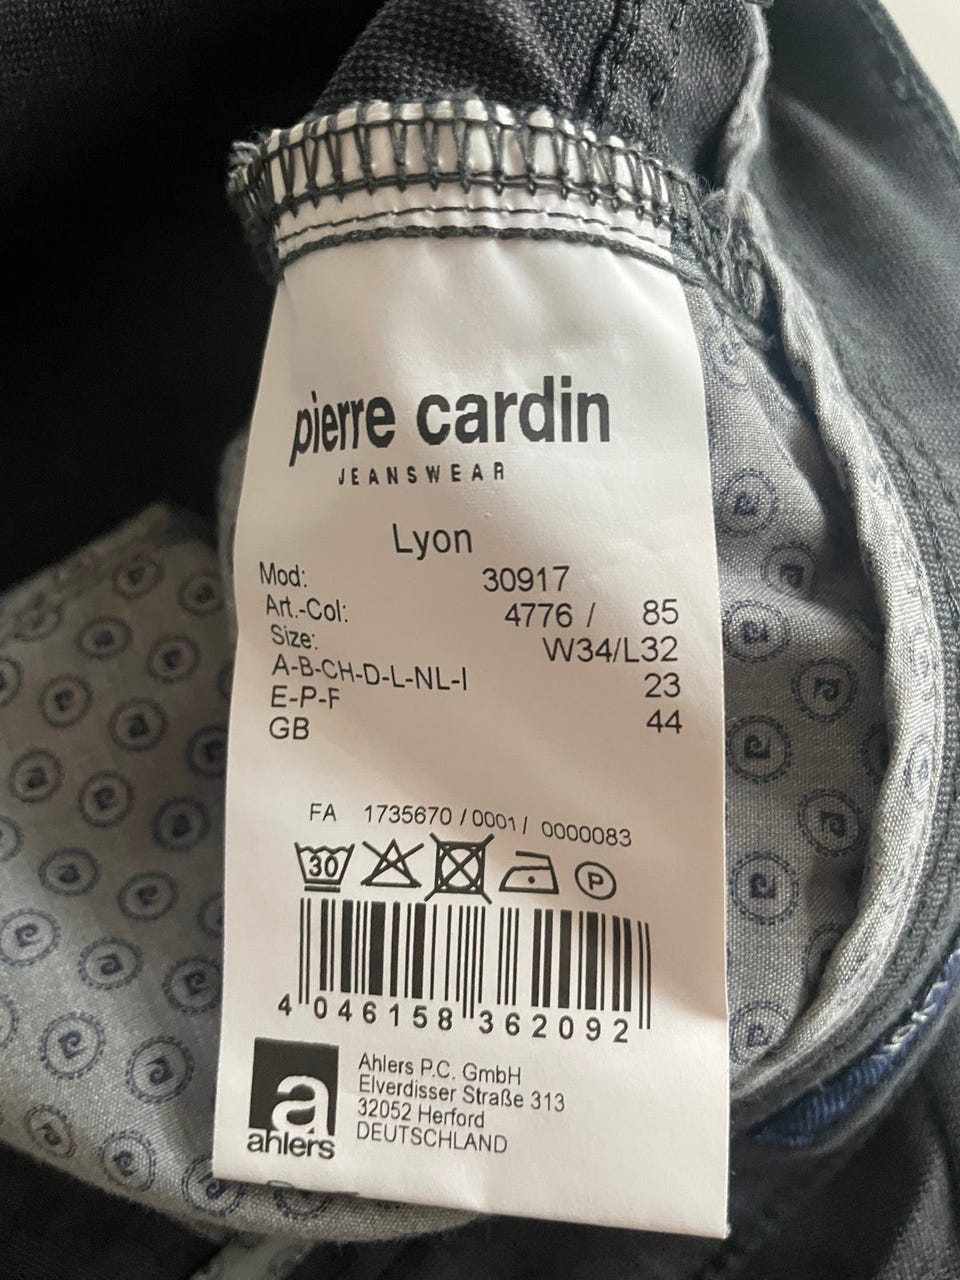 pierre cardin
JEANSWEAR
Lyon
Mod: 30917
Art.-Col: 4776 / 85
Size: W34/L32
A-B-CH-D-L-NL-I 23
E-P-F 44
GB
FA 1735670 / 0001 / 0000083
30 P
4 046158 362092
a
ahlers
Ahlers P.C. GmbH
Elverdisser Straße 313
32052 Herford
DEUTSCHLAND